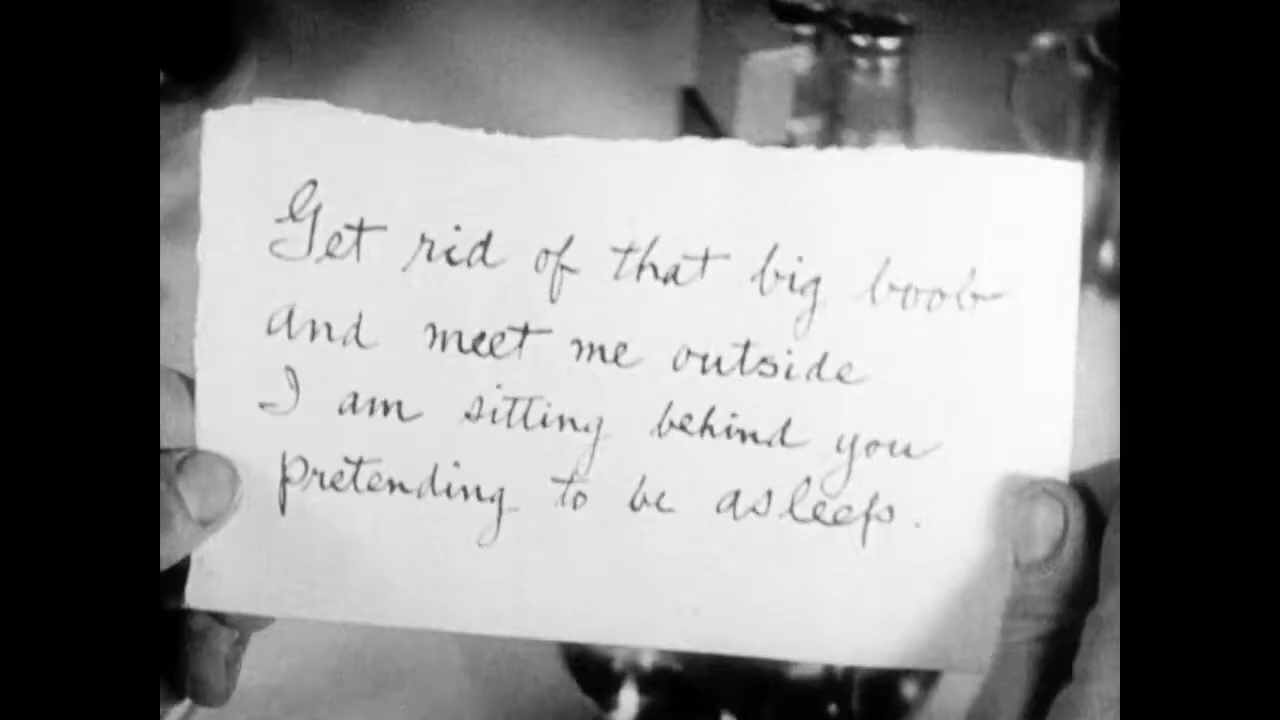 Get rid of that big boob
and meet me outside
I am sitting behind you
pretending to be asleep.